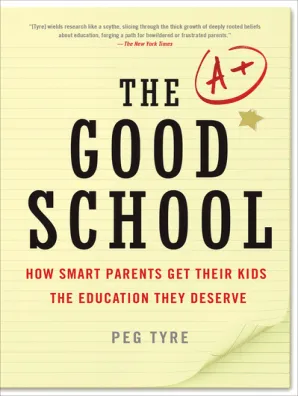 "[Tyre] wields research like a scythe, slicing through the thick growth of deeply rooted beliefs
about education, forging a path for bewildered or frustrated parents."
—The New York Times
A+
THE
GOOD
SCHOOL
HOW SMART PARENTS GET THEIR KIDS
THE EDUCATION THEY DESERVE
PEG TYRE